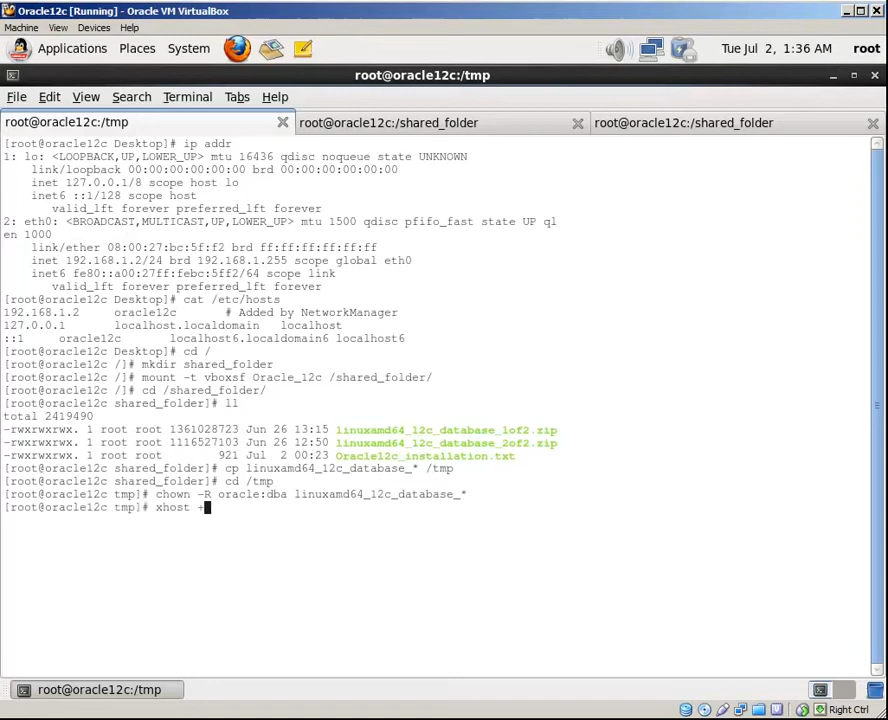 Oracle12c [Running] - Oracle VM VirtualBox
Machine View Devices Help
Applications Places System Tue Jul 2, 1:36 AM root
root@oracle12c:/tmp
File Edit View Search Terminal Tabs Help
root@oracle12c:/tmp root@oracle12c:/shared_folder root@oracle12c:/shared_folder
[root@oracle12c Desktop]# ip addr
1: lo: <LOOPBACK,UP,LOWER_UP> mtu 16436 qdisc noqueue state UNKNOWN
link/loopback 00:00:00:00:00:00 brd 00:00:00:00:00:00
inet 127.0.0.1/8 scope host lo
inet6 ::1/128 scope host
valid_lft forever preferred_lft forever
2: eth0: <BROADCAST,MULTICAST,UP,LOWER_UP> mtu 1500 qdisc pfifo_fast state UP ql
en 1000
link/ether 08:00:27:bc:5f:f2 brd ff:ff:ff:ff:ff:ff
inet 192.168.1.2/24 brd 192.168.1.255 scope global eth0
inet6 fe80::a00:27ff:febc:5ff2/64 scope link
valid_lft forever preferred_lft forever
[root@oracle12c Desktop]# cat /etc/hosts
192.168.1.2 oracle12c # Added by NetworkManager
127.0.0.1 localhost.localdomain localhost
::1 oracle12c localhost6.localdomain6 localhost6
[root@oracle12c Desktop]# cd /
[root@oracle12c /]# mkdir shared_folder
[root@oracle12c /]# mount -t vboxsf Oracle_12c /shared_folder/
[root@oracle12c /]# cd /shared_folder/
[root@oracle12c shared_folder]# ll
total 2419490
-rwxrwxrwx. 1 root root 1361028723 Jun 26 13:15 linuxamd64_12c_database_1of2.zip
-rwxrwxrwx. 1 root root 1116527103 Jun 26 12:50 linuxamd64_12c_database_2of2.zip
-rwxrwxrwx. 1 root root 921 Jul 2 00:23 Oracle12c_installation.txt
[root@oracle12c shared_folder]# cp linuxamd64_12c_database_* /tmp
[root@oracle12c shared_folder]# cd /tmp
[root@oracle12c tmp]# chown -R oracle:dba linuxamd64_12c_database_*
[root@oracle12c tmp]# xhost +
root@oracle12c:/tmp
Right Ctrl